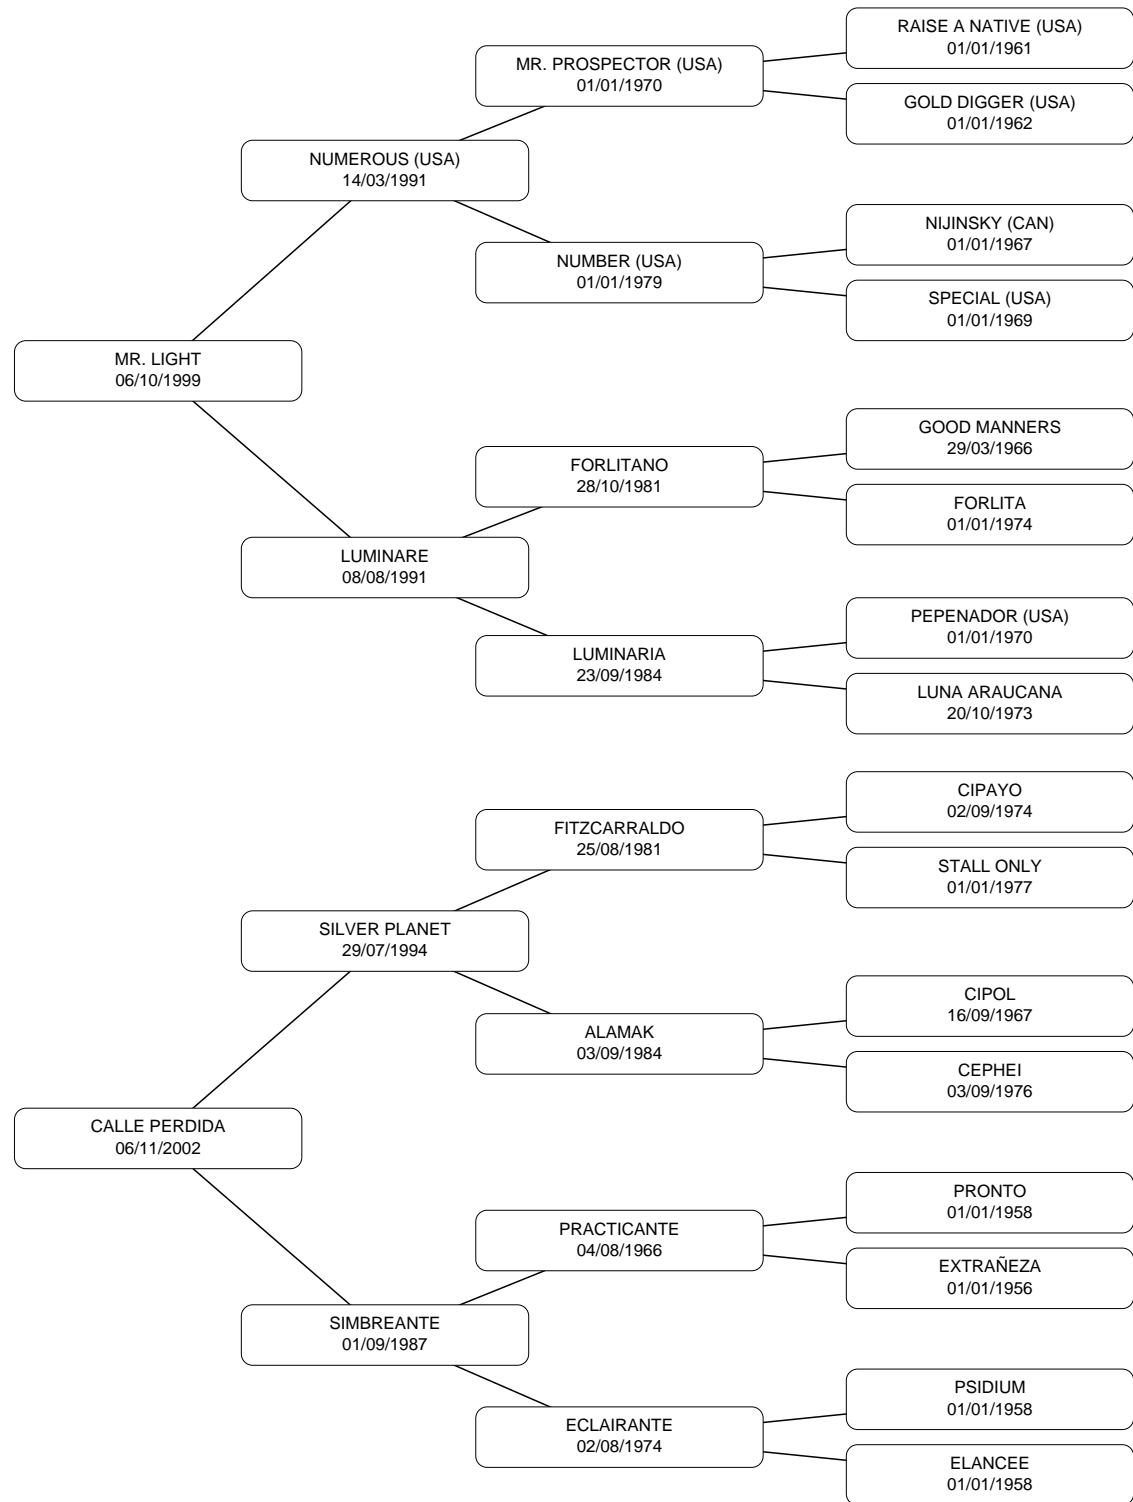 RAISE A NATIVE (USA)
01/01/1961
MR. PROSPECTOR (USA)
01/01/1970
GOLD DIGGER (USA)
01/01/1962
NUMEROUS (USA)
14/03/1991
NIJINSKY (CAN)
01/01/1967
NUMBER (USA)
01/01/1979
SPECIAL (USA)
01/01/1969
MR. LIGHT
06/10/1999
GOOD MANNERS
29/03/1966
FORLITANO
28/10/1981
FORLITA
01/01/1974
LUMINARE
08/08/1991
PEPENADOR (USA)
01/01/1970
LUMINARIA
23/09/1984
LUNA ARAUCANA
20/10/1973
CIPAYO
02/09/1974
FITZCARRALDO
25/08/1981
STALL ONLY
01/01/1977
SILVER PLANET
29/07/1994
CIPOL
16/09/1967
ALAMAK
03/09/1984
CEPHEI
03/09/1976
CALLE PERDIDA
06/11/2002
PRONTO
01/01/1958
PRACTICANTE
04/08/1966
EXTRAÑEZA
01/01/1956
SIMBREANTE
01/09/1987
PSIDIUM
01/01/1958
ECLAIRANTE
02/08/1974
ELANCEE
01/01/1958